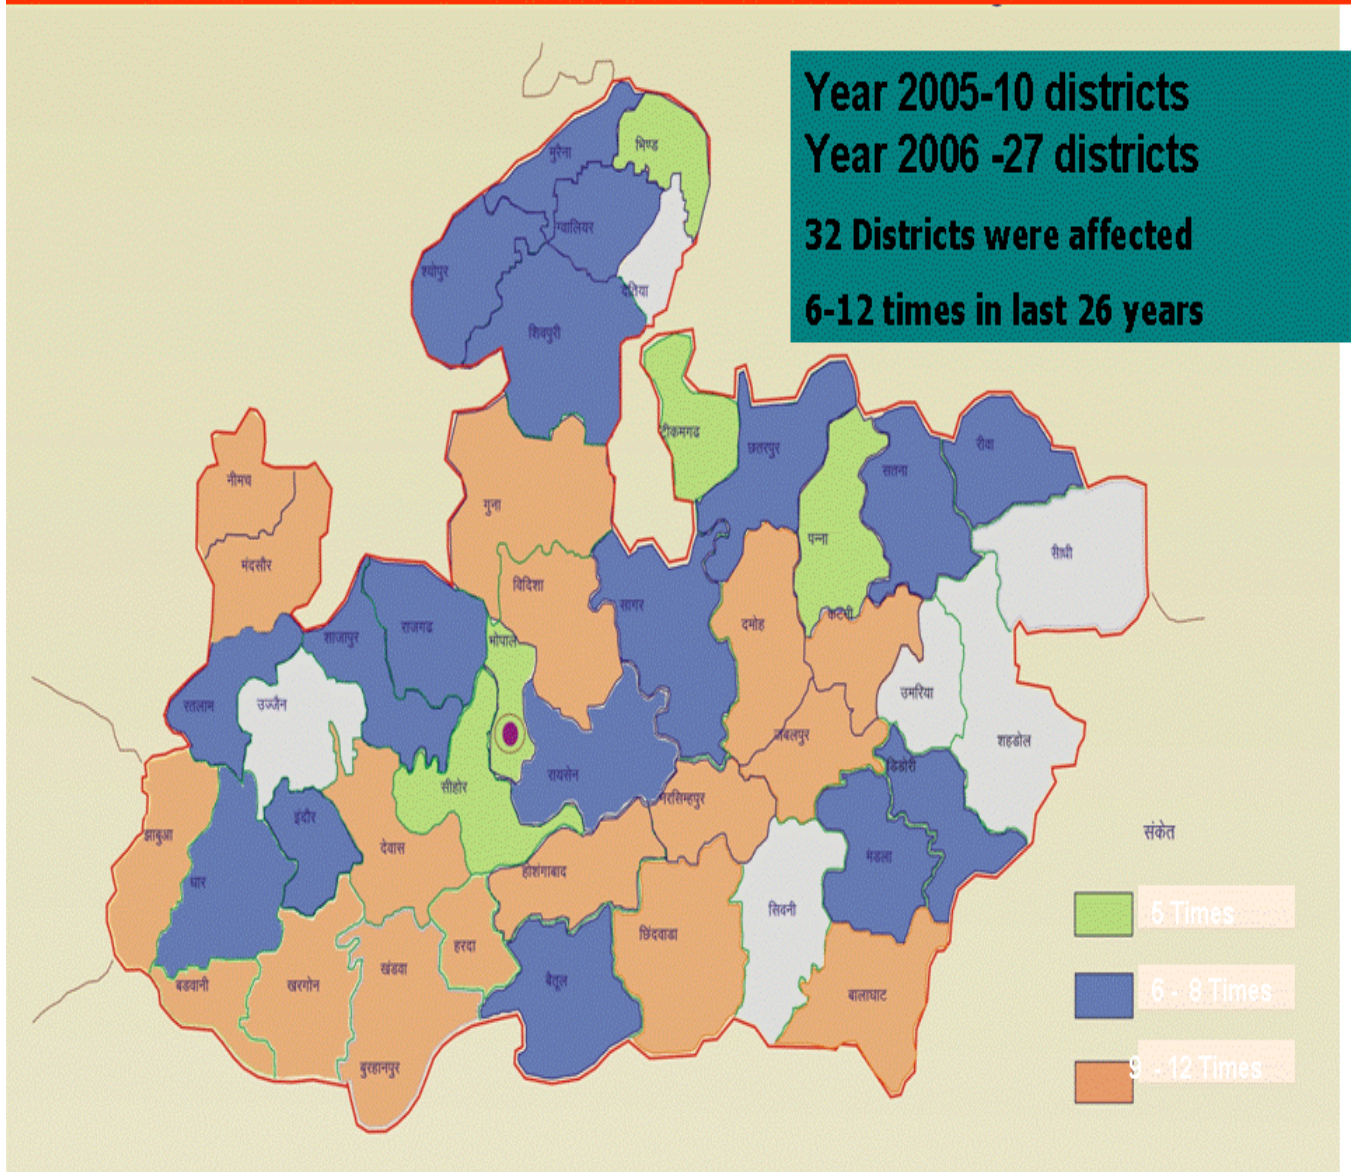 Year 2005-10 districts
Year 2006 -27 districts
32 Districts were affected
6-12 times in last 26 years
मुरैना
भिण्ड
ग्वालियर
श्योपुर
दतिया
शिवपुरी
टीकमगढ
छतरपुर
सतना
रीवा
नीमच
गुना
पन्ना
सीधी
मंदसौर
विदिशा
सागर
दमोह
कटनी
शाजापुर
राजगढ
भोपाल
रतलाम
उज्जैन
उमरिया
शहडोल
जबलपुर
डिंडोरी
रायसेन
सीहोर
नरसिम्हपुर
इंदौर
झाबुआ
देवास
मंडला
संकेत
धार
होशंगाबाद
सिवनी
छिंदवाडा
हरदा
खंडवा
बैतूल
बडवानी
खरगोन
बालाघाट
बुरहानपुर
5 Times
6 - 8 Times
9 - 12 Times